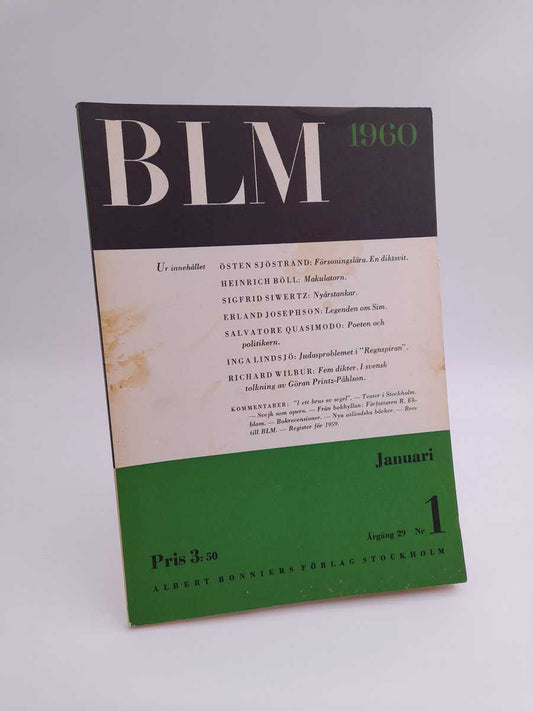 BLM 1960
Ur innehållet ÖSTEN SJÖSTRAND: Försoningslära. En diktsvit.
HEINRICH BÖLL: Makulatorn.
SIGFRID SIWERTZ: Nyårstankar.
ERLAND JOSEPHSON: Legenden om Sim.
SALVATORE QUASIMODO: Poeten och
politikern.
INGA LINDSJÖ: Judasproblemet i "Regnspiran".
RICHARD WILBUR: Fem dikter. I svensk
tolkning av Göran Printz-Påhlson.
KOMMENTARER: "I ett brus av segel". — Teater i Stockholm.
— Svejk som opera. — Från bokhyllan: Författaren R. Ek-
blom. — Bokrecensioner. — Nya utländska böcker. — Brev
till BLM. — Register för 1959.
Januari
Årgång 29 Nr 1
Pris 3:50
ALBERT BONNIERS FÖRLAG STOCKHOLM